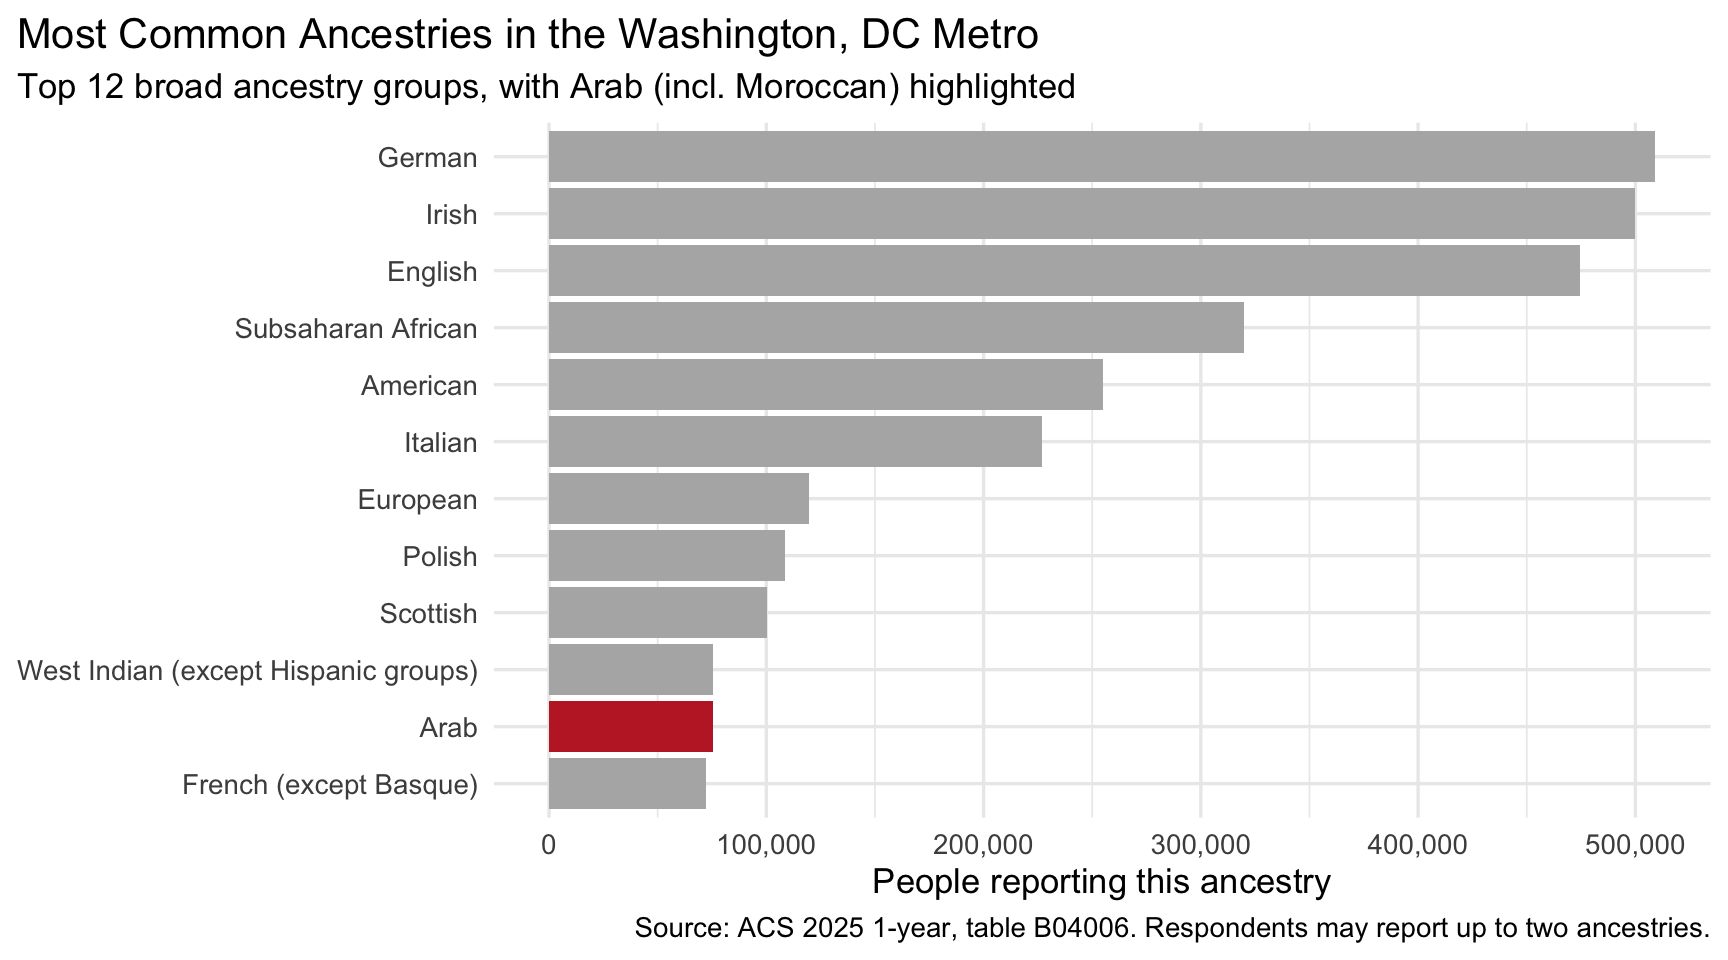 Most Common Ancestries in the Washington, DC Metro
Top 12 broad ancestry groups, with Arab (incl. Moroccan) highlighted
German
Irish
English
Subsaharan African
American
Italian
European
Polish
Scottish
West Indian (except Hispanic groups)
Arab
French (except Basque)
0 100,000 200,000 300,000 400,000 500,000
People reporting this ancestry
Source: ACS 2025 1-year, table B04006. Respondents may report up to two ancestries.